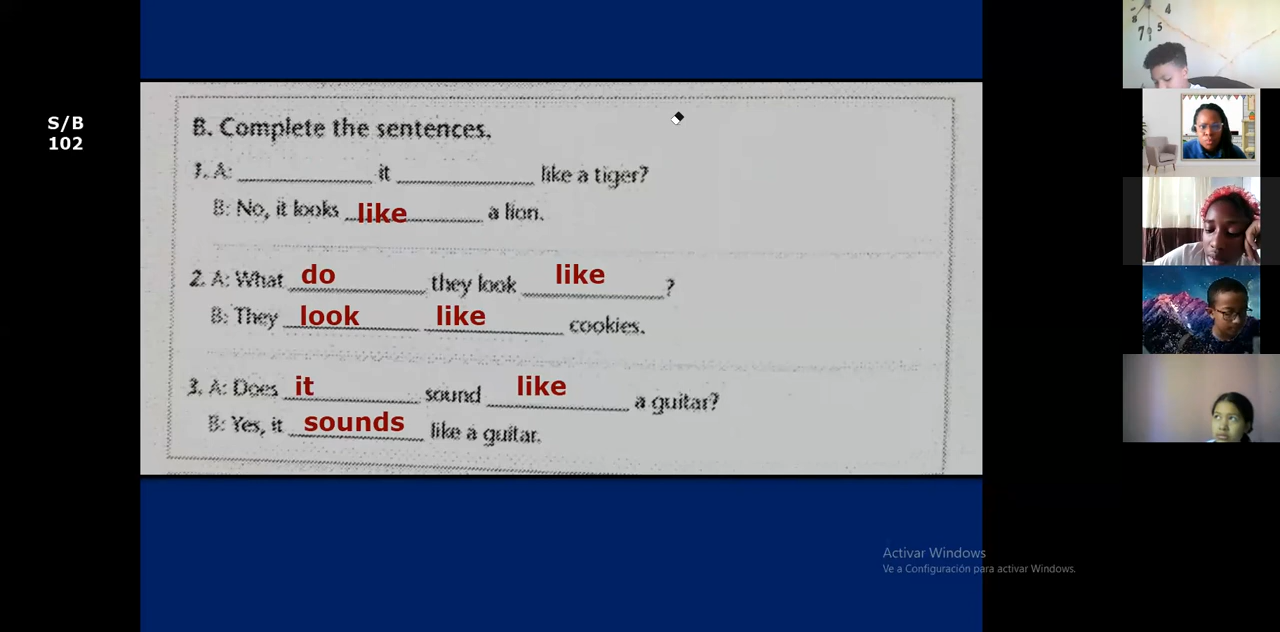 S/B
102
B. Complete the sentences.
1. A: ______ it ______ like a tiger?
B: No, it looks like a lion.
2. A: What do they look like ?
B: They look like cookies.
3. A: Does it sound like a guitar?
B: Yes, it sounds like a guitar.
Activar Windows
Ve a Configuración para activar Windows.